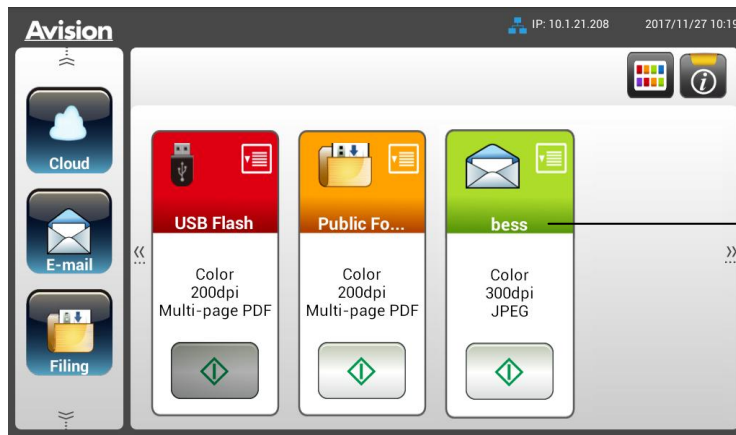 Avision
IP: 10.1.21.208
2017/11/27 10:19
Cloud
E-mail
Filing
USB Flash
Color
200dpi
Multi-page PDF
Public Fo...
Color
200dpi
Multi-page PDF
bess
Color
300dpi
JPEG